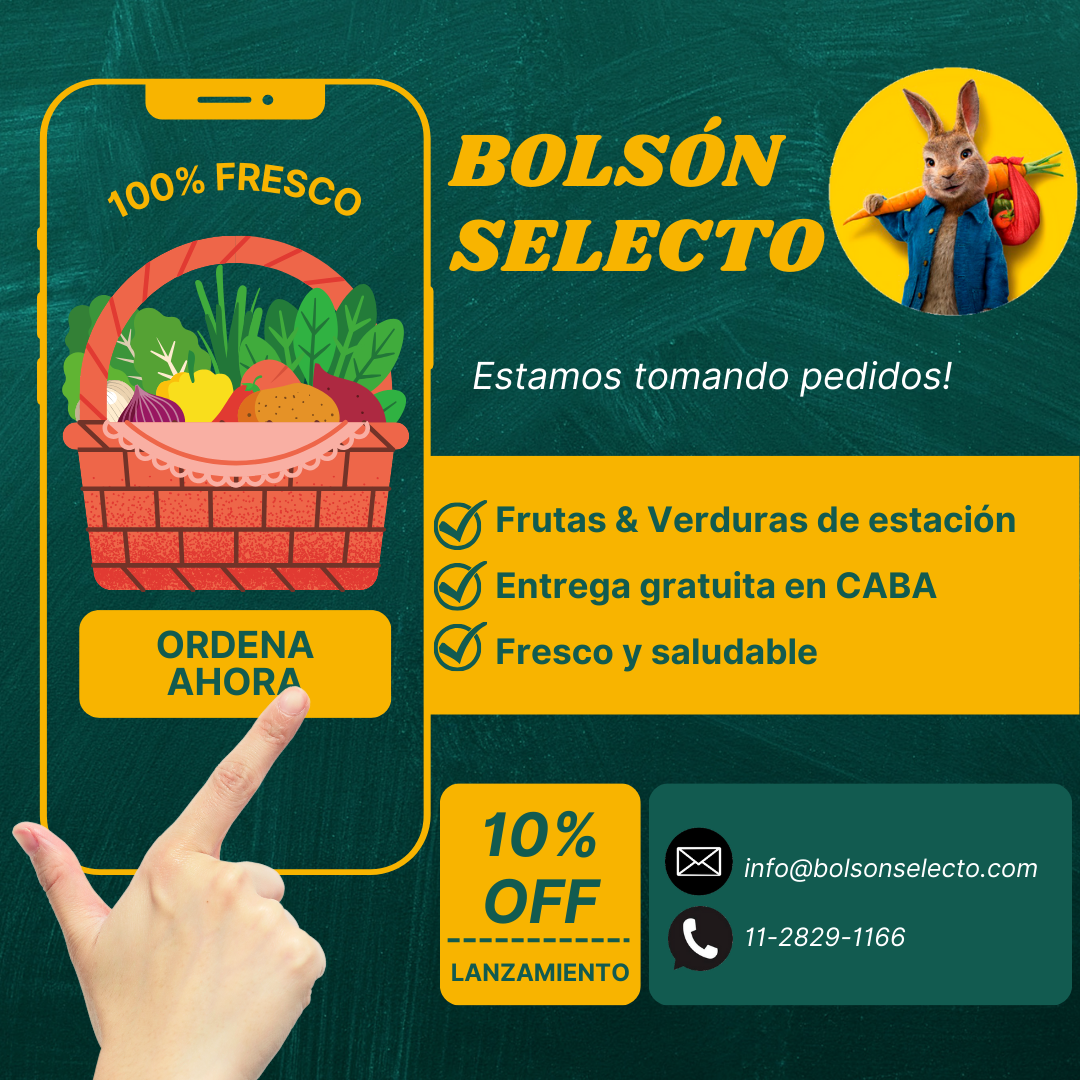 100% FRESCO
ORDENA
AHORA
BOLSÓN
SELECTO
Estamos tomando pedidos!
Frutas & Verduras de estación
Entrega gratuita en CABA
Fresco y saludable
10%
OFF
LANZAMIENTO
info@bolsonselecto.com
11-2829-1166